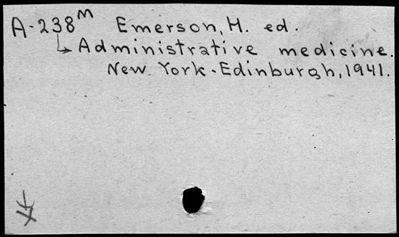 A-238ᴹ Emerson, H. ed.
Administrative medicine.
New York-Edinburgh, 1941.